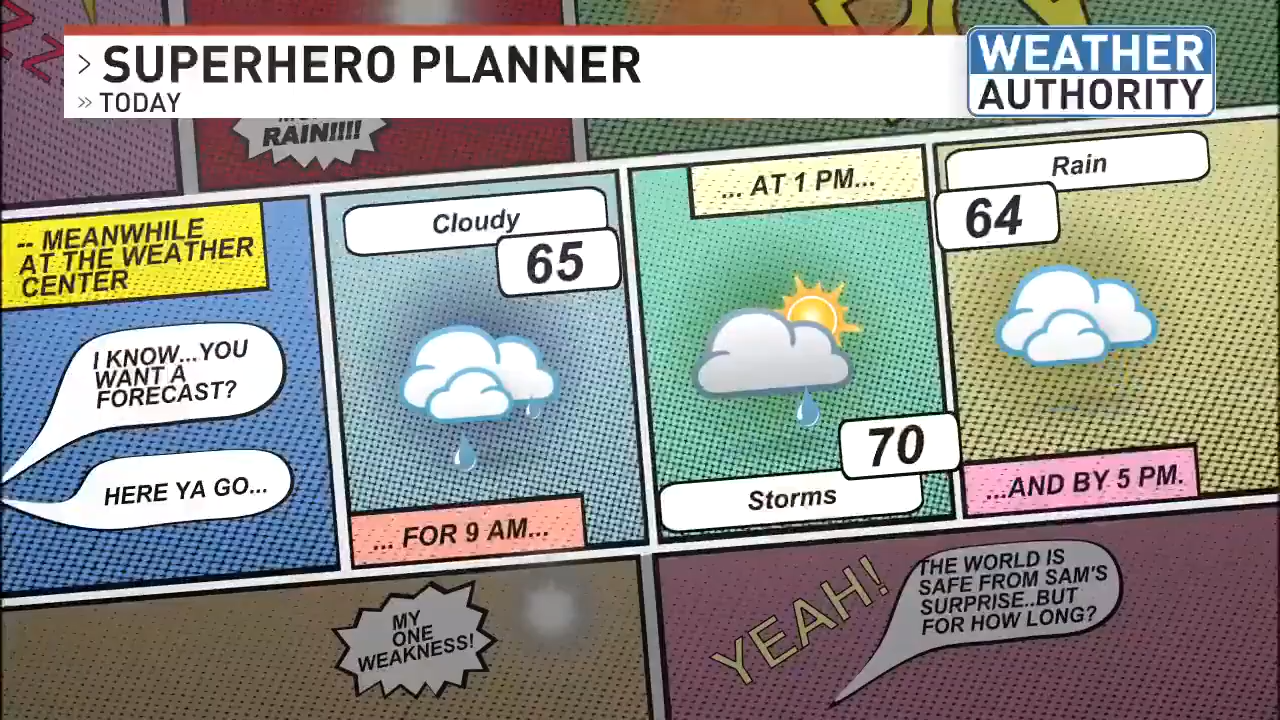 > SUPERHERO PLANNER
» TODAY
WEATHER
AUTHORITY
RAIN!!!!
-- MEANWHILE
AT THE WEATHER
CENTER
I KNOW...YOU
WANT A
FORECAST?
HERE YA GO...
Cloudy
65
... FOR 9 AM...
... AT 1 PM...
70
Storms
Rain
64
...AND BY 5 PM.
MY
ONE
WEAKNESS!
YEAH!
THE WORLD IS
SAFE FROM SAM'S
SURPRISE..BUT
FOR HOW LONG?